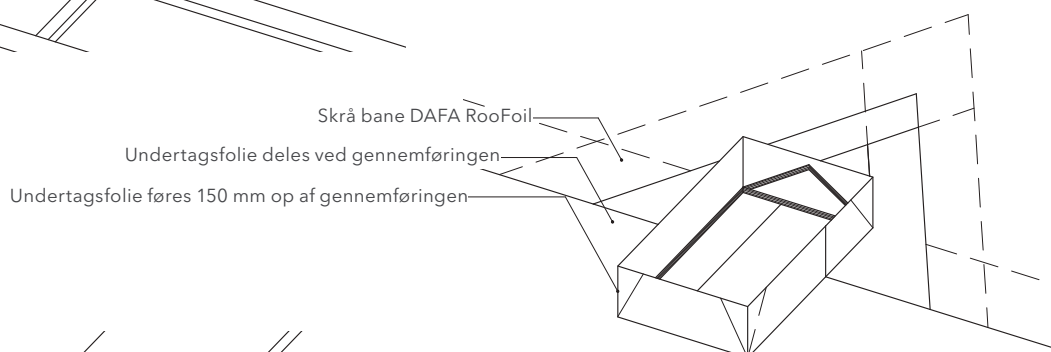 Skrå bane DAFA RooFoil
Undertagsfolie deles ved gennemføringen
Undertagsfolie føres 150 mm op af gennemføringen